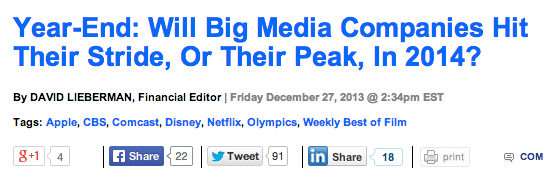 Year-End: Will Big Media Companies Hit
Their Stride, Or Their Peak, In 2014?
By DAVID LIEBERMAN, Financial Editor | Friday December 27, 2013 @ 2:34pm EST
Tags: Apple, CBS, Comcast, Disney, Netflix, Olympics, Weekly Best of Film
g+1 4 f Share 22 Tweet 91 in Share 18 print COM